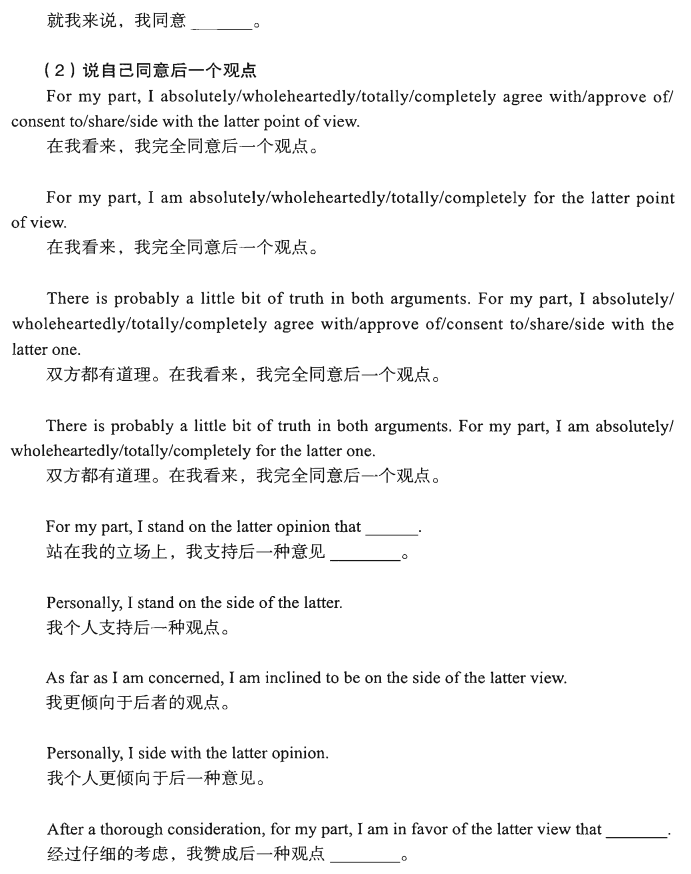 就我来说，我同意 ______。
（2）说自己同意后一个观点
For my part, I absolutely/wholeheartedly/totally/completely agree with/approve of/
consent to/share/side with the latter point of view.
在我看来，我完全同意后一个观点。
For my part, I am absolutely/wholeheartedly/totally/completely for the latter point
of view.
在我看来，我完全同意后一个观点。
There is probably a little bit of truth in both arguments. For my part, I absolutely/
wholeheartedly/totally/completely agree with/approve of/consent to/share/side with the
latter one.
双方都有道理。在我看来，我完全同意后一个观点。
There is probably a little bit of truth in both arguments. For my part, I am absolutely/
wholeheartedly/totally/completely for the latter one.
双方都有道理。在我看来，我完全同意后一个观点。
For my part, I stand on the latter opinion that ______.
站在我的立场上，我支持后一种意见 ________。
Personally, I stand on the side of the latter.
我个人支持后一种观点。
As far as I am concerned, I am inclined to be on the side of the latter view.
我更倾向于后者的观点。
Personally, I side with the latter opinion.
我个人更倾向于后一种意见。
After a thorough consideration, for my part, I am in favor of the latter view that _______.
经过仔细的考虑，我赞成后一种观点 ________。